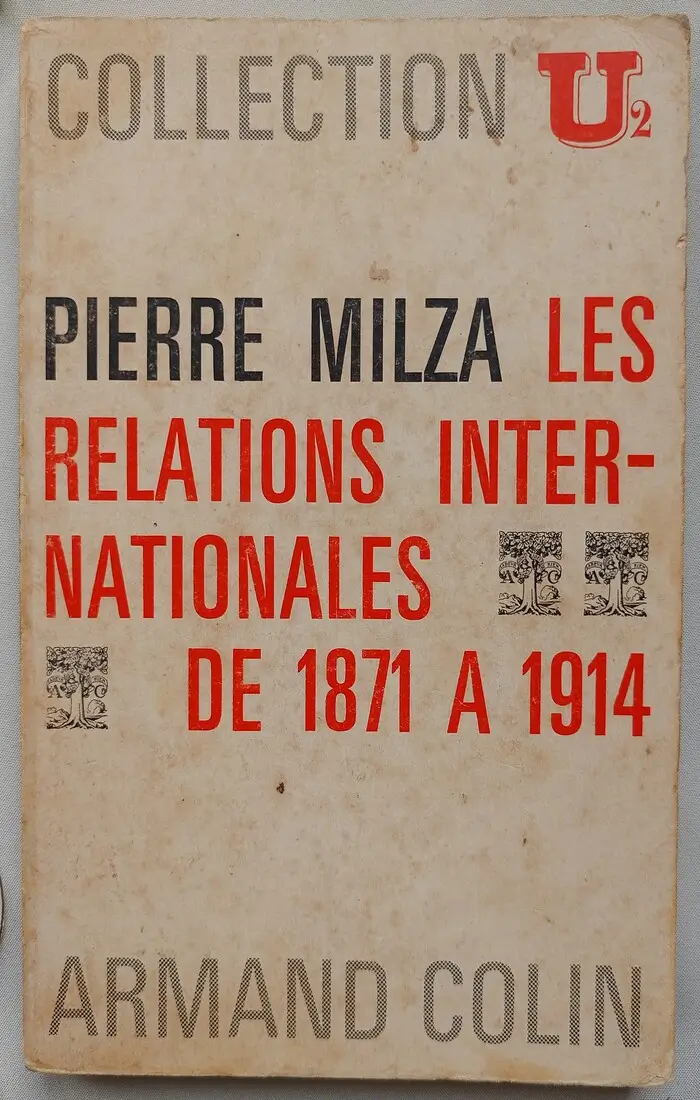 COLLECTION U2
PIERRE MILZA LES
RELATIONS INTER-
NATIONALES
DE 1871 A 1914
ARMAND COLIN